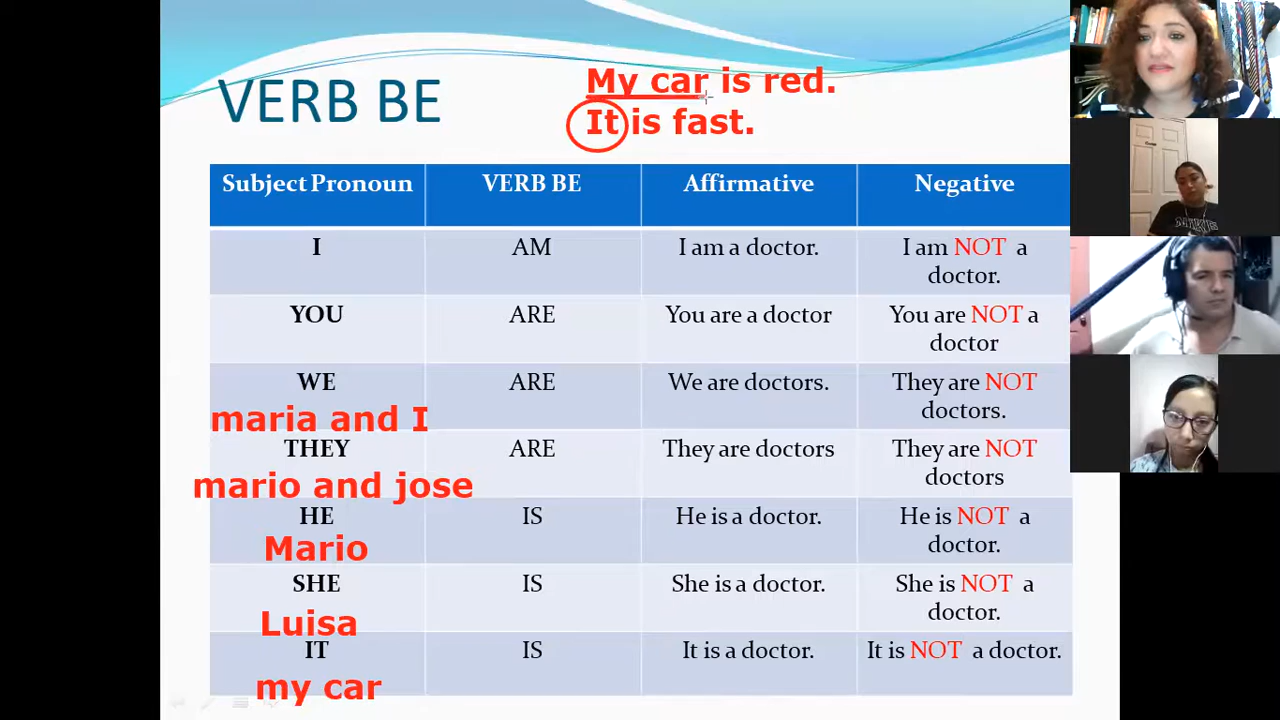 VERB BE
My car is red.
It is fast.
Subject Pronoun VERB BE Affirmative Negative
I AM I am a doctor. I am NOT a
doctor.
YOU ARE You are a doctor You are NOT a
doctor
WE ARE We are doctors. They are NOT
maria and I doctors.
THEY ARE They are doctors They are NOT
mario and jose doctors
HE IS He is a doctor. He is NOT a
Mario doctor.
SHE IS She is a doctor. She is NOT a
Luisa doctor.
IT IS It is a doctor. It is NOT a doctor.
my car